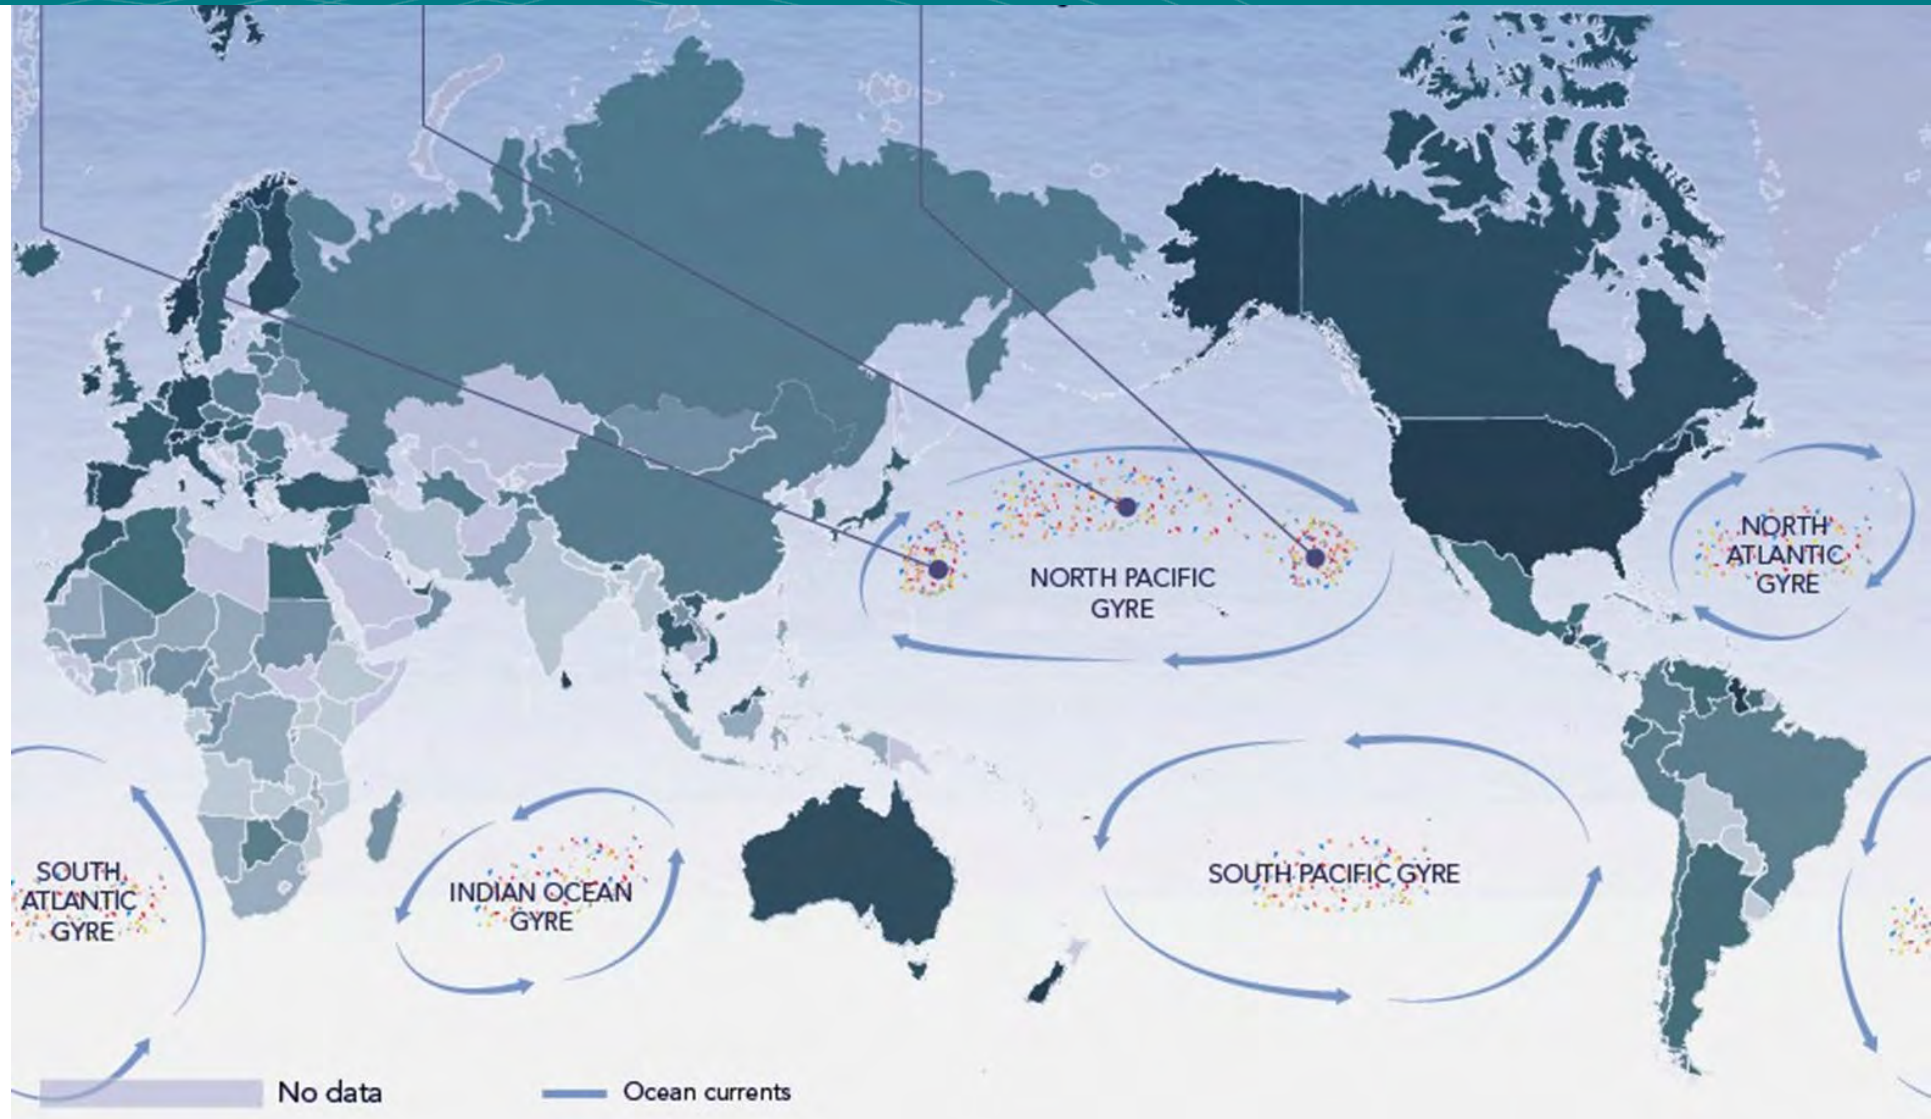 NORTH
ATLANTIC
GYRE
NORTH PACIFIC
GYRE
SOUTH
ATLANTIC
GYRE
INDIAN OCEAN
GYRE
SOUTH PACIFIC GYRE
No data
Ocean currents